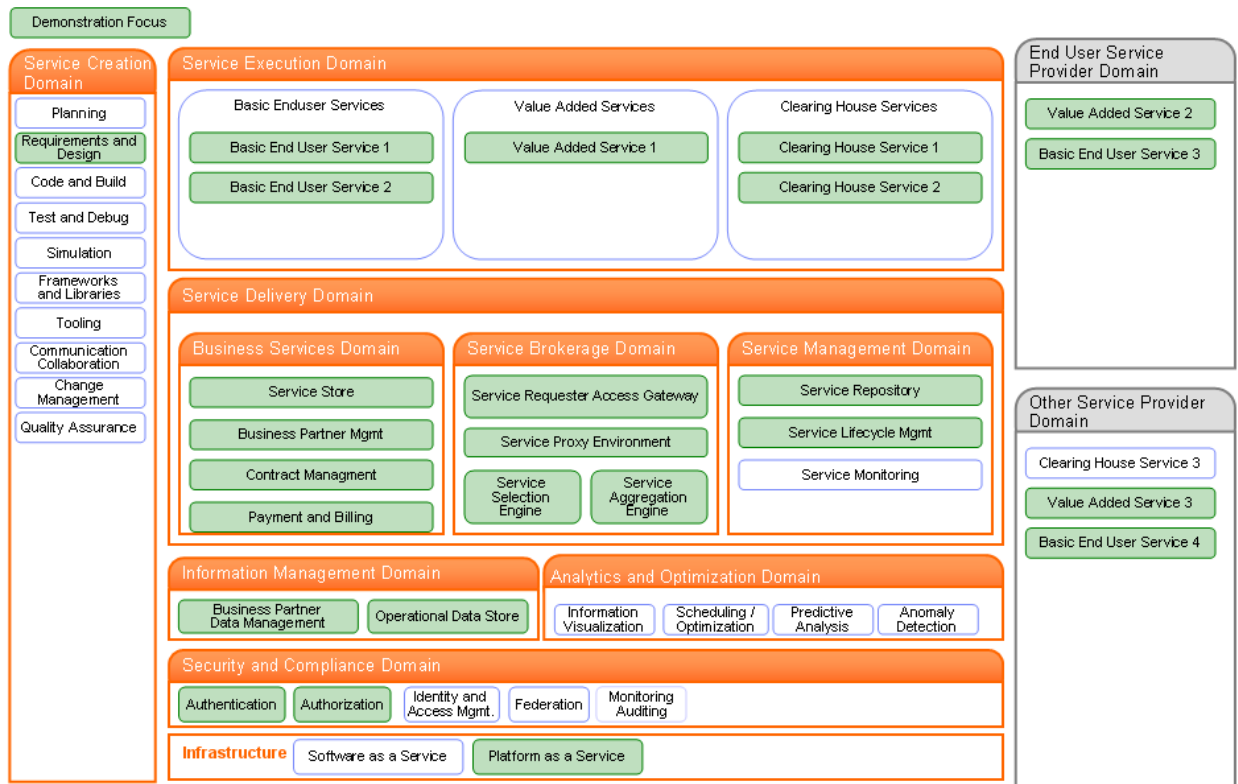 Demonstration Focus
Service Creation
Domain
Planning
Requirements and
Design
Code and Build
Test and Debug
Simulation
Frameworks
and Libraries
Tooling
Communication
Collaboration
Change
Management
Quality Assurance
Service Execution Domain
Basic Enduser Services
Basic End User Service 1
Basic End User Service 2
Value Added Services
Value Added Service 1
Clearing House Services
Clearing House Service 1
Clearing House Service 2
Service Delivery Domain
Business Services Domain
Service Store
Business Partner Mgmt
Contract Managment
Payment and Billing
Service Brokerage Domain
Service Requester Access Gateway
Service Proxy Environment
Service
Selection
Engine
Service
Aggregation
Engine
Service Management Domain
Service Repository
Service Lifecycle Mgmt
Service Monitoring
Information Management Domain
Business Partner
Data Management
Operational Data Store
Analytics and Optimization Domain
Information
Visualization
Scheduling /
Optimization
Predictive
Analysis
Anomaly
Detection
Security and Compliance Domain
Authentication
Authorization
Identity and
Access Mgmt.
Federation
Monitoring
Auditing
Infrastructure
Software as a Service
Platform as a Service
End User Service
Provider Domain
Value Added Service 2
Basic End User Service 3
Other Service Provider
Domain
Clearing House Service 3
Value Added Service 3
Basic End User Service 4